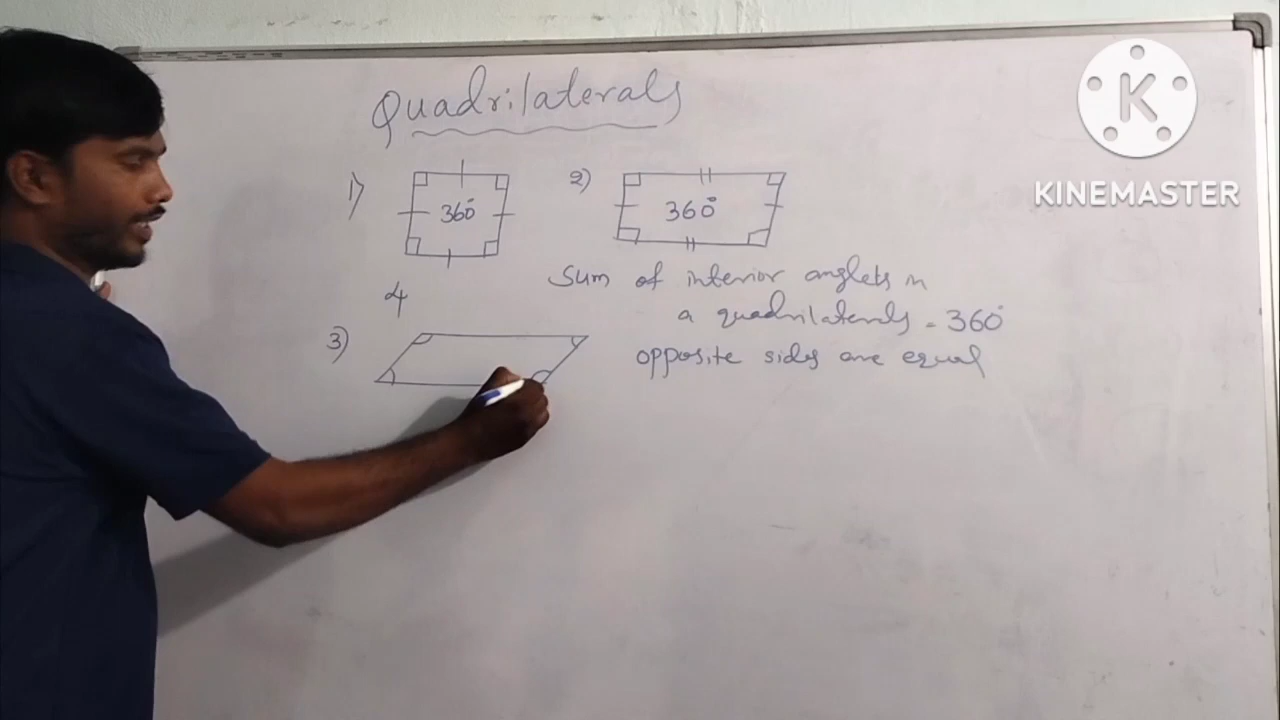 Quadrilaterals
1)
360°
2)
360°
Sum of interior anglets in
a quadrilaterals = 360°
opposite sides are equal
4
3)
K
KINEMASTER